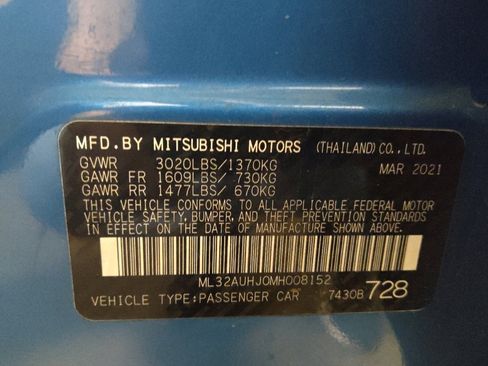 MFD.BY MITSUBISHI MOTORS (THAILAND) CO.,LTD.
GVWR 3020LBS/1370KG MAR 2021
GAWR FR 1609LBS/ 730KG
GAWR RR 1477LBS/ 670KG
THIS VEHICLE CONFORMS TO ALL APPLICABLE FEDERAL MOTOR
VEHICLE SAFETY, BUMPER, AND THEFT PREVENTION STANDARDS
IN EFFECT ON THE DATE OF MANUFACTURE SHOWN ABOVE.
ML32AUHJ0MH008152
VEHICLE TYPE:PASSENGER CAR 7430B 728